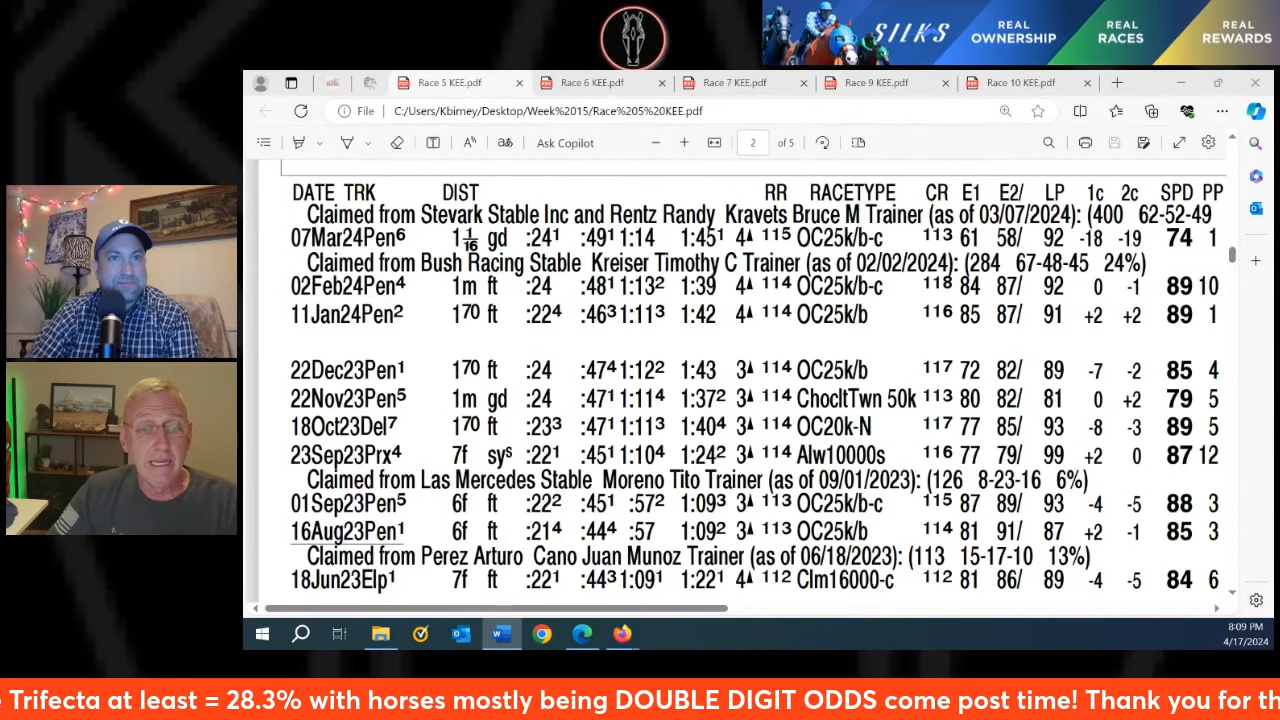 SILKS
REAL OWNERSHIP
REAL RACES
REAL REWARDS
Race 5 KEE.pdf
Race 6 KEE.pdf
Race 7 KEE.pdf
Race 9 KEE.pdf
Race 10 KEE.pdf
File
C:/Users/Kbirney/Desktop/Week%2015/Race%205%20KEE.pdf
Ask Copilot
2 of 5
DATE TRK DIST RR RACETYPE CR E1 E2/ LP 1c 2c SPD PP
Claimed from Stevark Stable Inc and Rentz Randy Kravets Bruce M Trainer (as of 03/07/2024): (400 62-52-49
07Mar24Pen⁶ 1 1/16 gd :24¹ :49¹ 1:14 1:45¹ 4▲ 115 OC25k/b-c 113 61 58/ 92 -18 -19 74 1
Claimed from Bush Racing Stable Kreiser Timothy C Trainer (as of 02/02/2024): (284 67-48-45 24%)
02Feb24Pen⁴ 1m ft :24 :48¹ 1:13² 1:39 4▲ 114 OC25k/b-c 118 84 87/ 92 0 -1 89 10
11Jan24Pen² 1⁷⁰ ft :22⁴ :46³ 1:11³ 1:42 4▲ 114 OC25k/b 116 85 87/ 91 +2 +2 89 1
22Dec23Pen¹ 1⁷⁰ ft :24 :47⁴ 1:12² 1:43 3▲ 114 OC25k/b 117 72 82/ 89 -7 -2 85 4
22Nov23Pen⁵ 1m gd :24 :47¹ 1:11⁴ 1:37² 3▲ 114 ChocltTwn 50k 113 80 82/ 81 0 +2 79 5
18Oct23Del⁷ 1⁷⁰ ft :23³ :47¹ 1:11³ 1:40⁴ 3▲ 114 OC20k-N 117 77 85/ 93 -8 -3 89 5
23Sep23Prx⁴ 7f syˢ :22¹ :45¹ 1:10⁴ 1:24² 3▲ 114 Alw10000s 116 77 79/ 99 +2 0 87 12
Claimed from Las Mercedes Stable Moreno Tito Trainer (as of 09/01/2023): (126 8-23-16 6%)
01Sep23Pen⁵ 6f ft :22² :45¹ :57² 1:09³ 3▲ 113 OC25k/b-c 115 87 89/ 93 -4 -5 88 3
16Aug23Pen¹ 6f ft :21⁴ :44⁴ :57 1:09² 3▲ 113 OC25k/b 114 81 91/ 87 +2 -1 85 3
Claimed from Perez Arturo Cano Juan Munoz Trainer (as of 06/18/2023): (113 15-17-10 13%)
18Jun23Elp¹ 7f ft :22¹ :44³ 1:09¹ 1:22¹ 4▲ 112 Clm16000-c 112 81 86/ 89 -4 -5 84 6
8:09 PM
4/17/2024
Trifecta at least = 28.3% with horses mostly being DOUBLE DIGIT ODDS come post time! Thank you for th